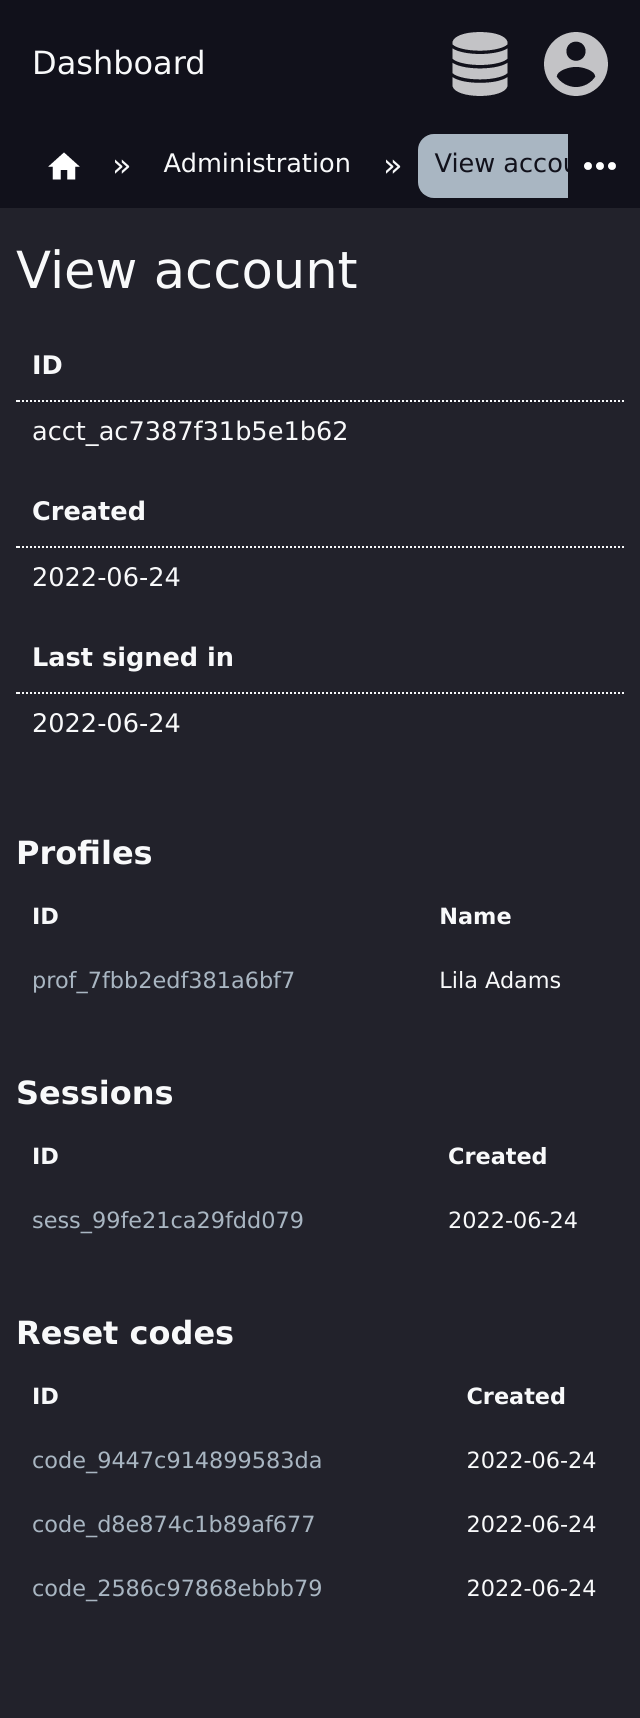 Dashboard
» Administration » View accou
View account
ID
acct_ac7387f31b5e1b62
Created
2022-06-24
Last signed in
2022-06-24
Profiles
ID Name
prof_7fbb2edf381a6bf7 Lila Adams
Sessions
ID Created
sess_99fe21ca29fdd079 2022-06-24
Reset codes
ID Created
code_9447c914899583da 2022-06-24
code_d8e874c1b89af677 2022-06-24
code_2586c97868ebbb79 2022-06-24